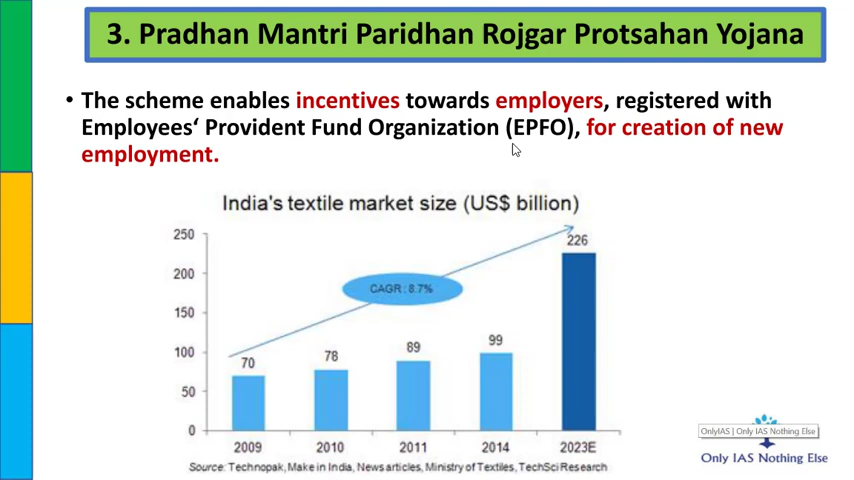 3. Pradhan Mantri Paridhan Rojgar Protsahan Yojana
• The scheme enables incentives towards employers, registered with
Employees‘ Provident Fund Organization (EPFO), for creation of new
employment.
India's textile market size (US$ billion)
250
200
150
100
50
0
CAGR : 8.7%
70
78
89
99
226
2009
2010
2011
2014
2023E
Source: Technopak, Make in India, News articles, Ministry of Textiles, TechSci Research
OnlyIAS | Only IAS Nothing Else
Only IAS Nothing Else